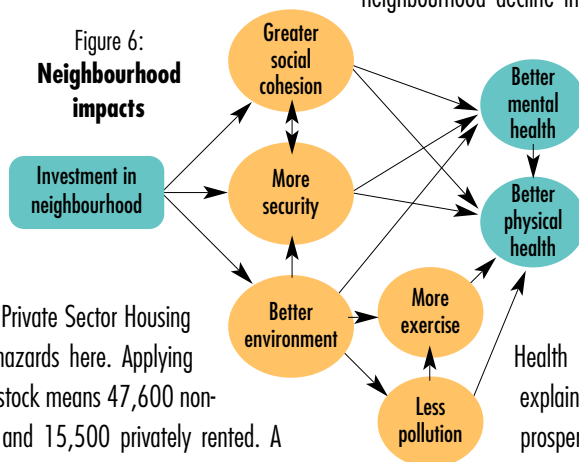 neighbourhood decline in
Figure 6:
Neighbourhood
impacts
Greater
social
cohesion
Better
mental
health
Investment in
neighbourhood
More
security
Better
physical
health
Better
environment
More
exercise
Less
pollution
Private Sector Housing
hazards here. Applying
stock means 47,600 non-
and 15,500 privately rented. A
Health
explain
prosper